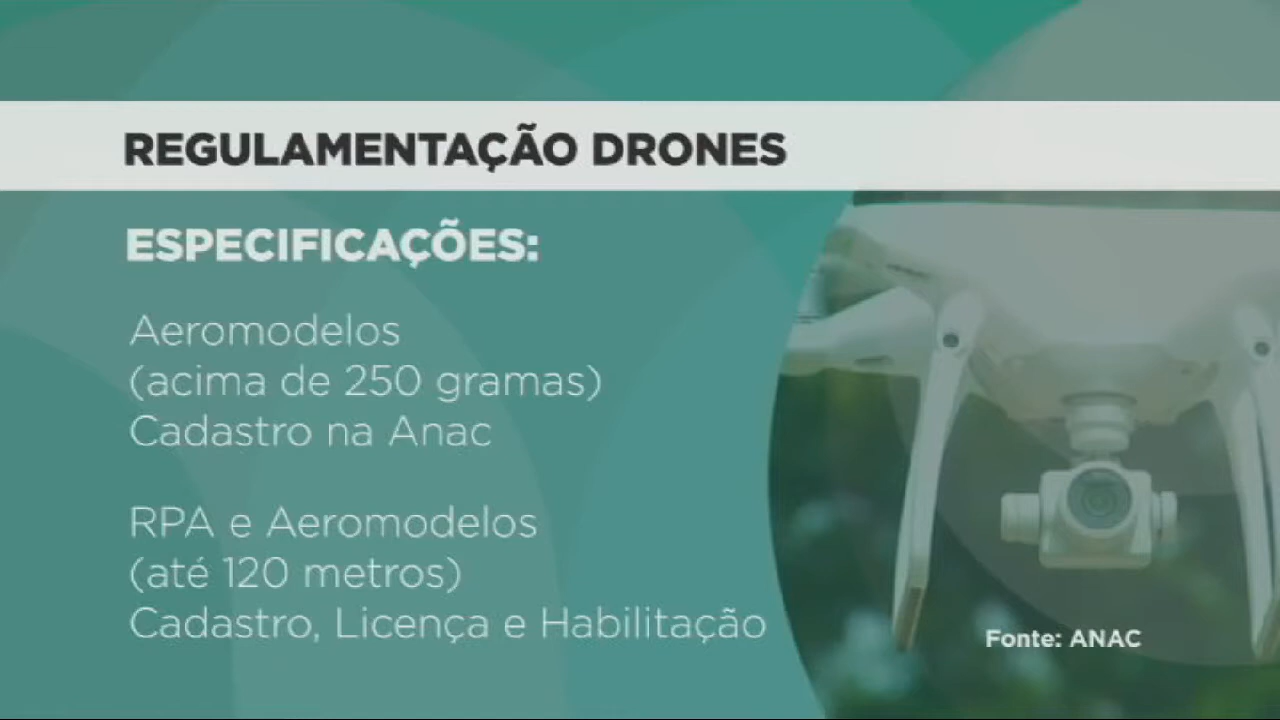 REGULAMENTAÇÃO DRONES
ESPECIFICAÇÕES:
Aeromodelos
(acima de 250 gramas)
Cadastro na Anac
RPA e Aeromodelos
(até 120 metros)
Cadastro, Licença e Habilitação
Fonte: ANAC